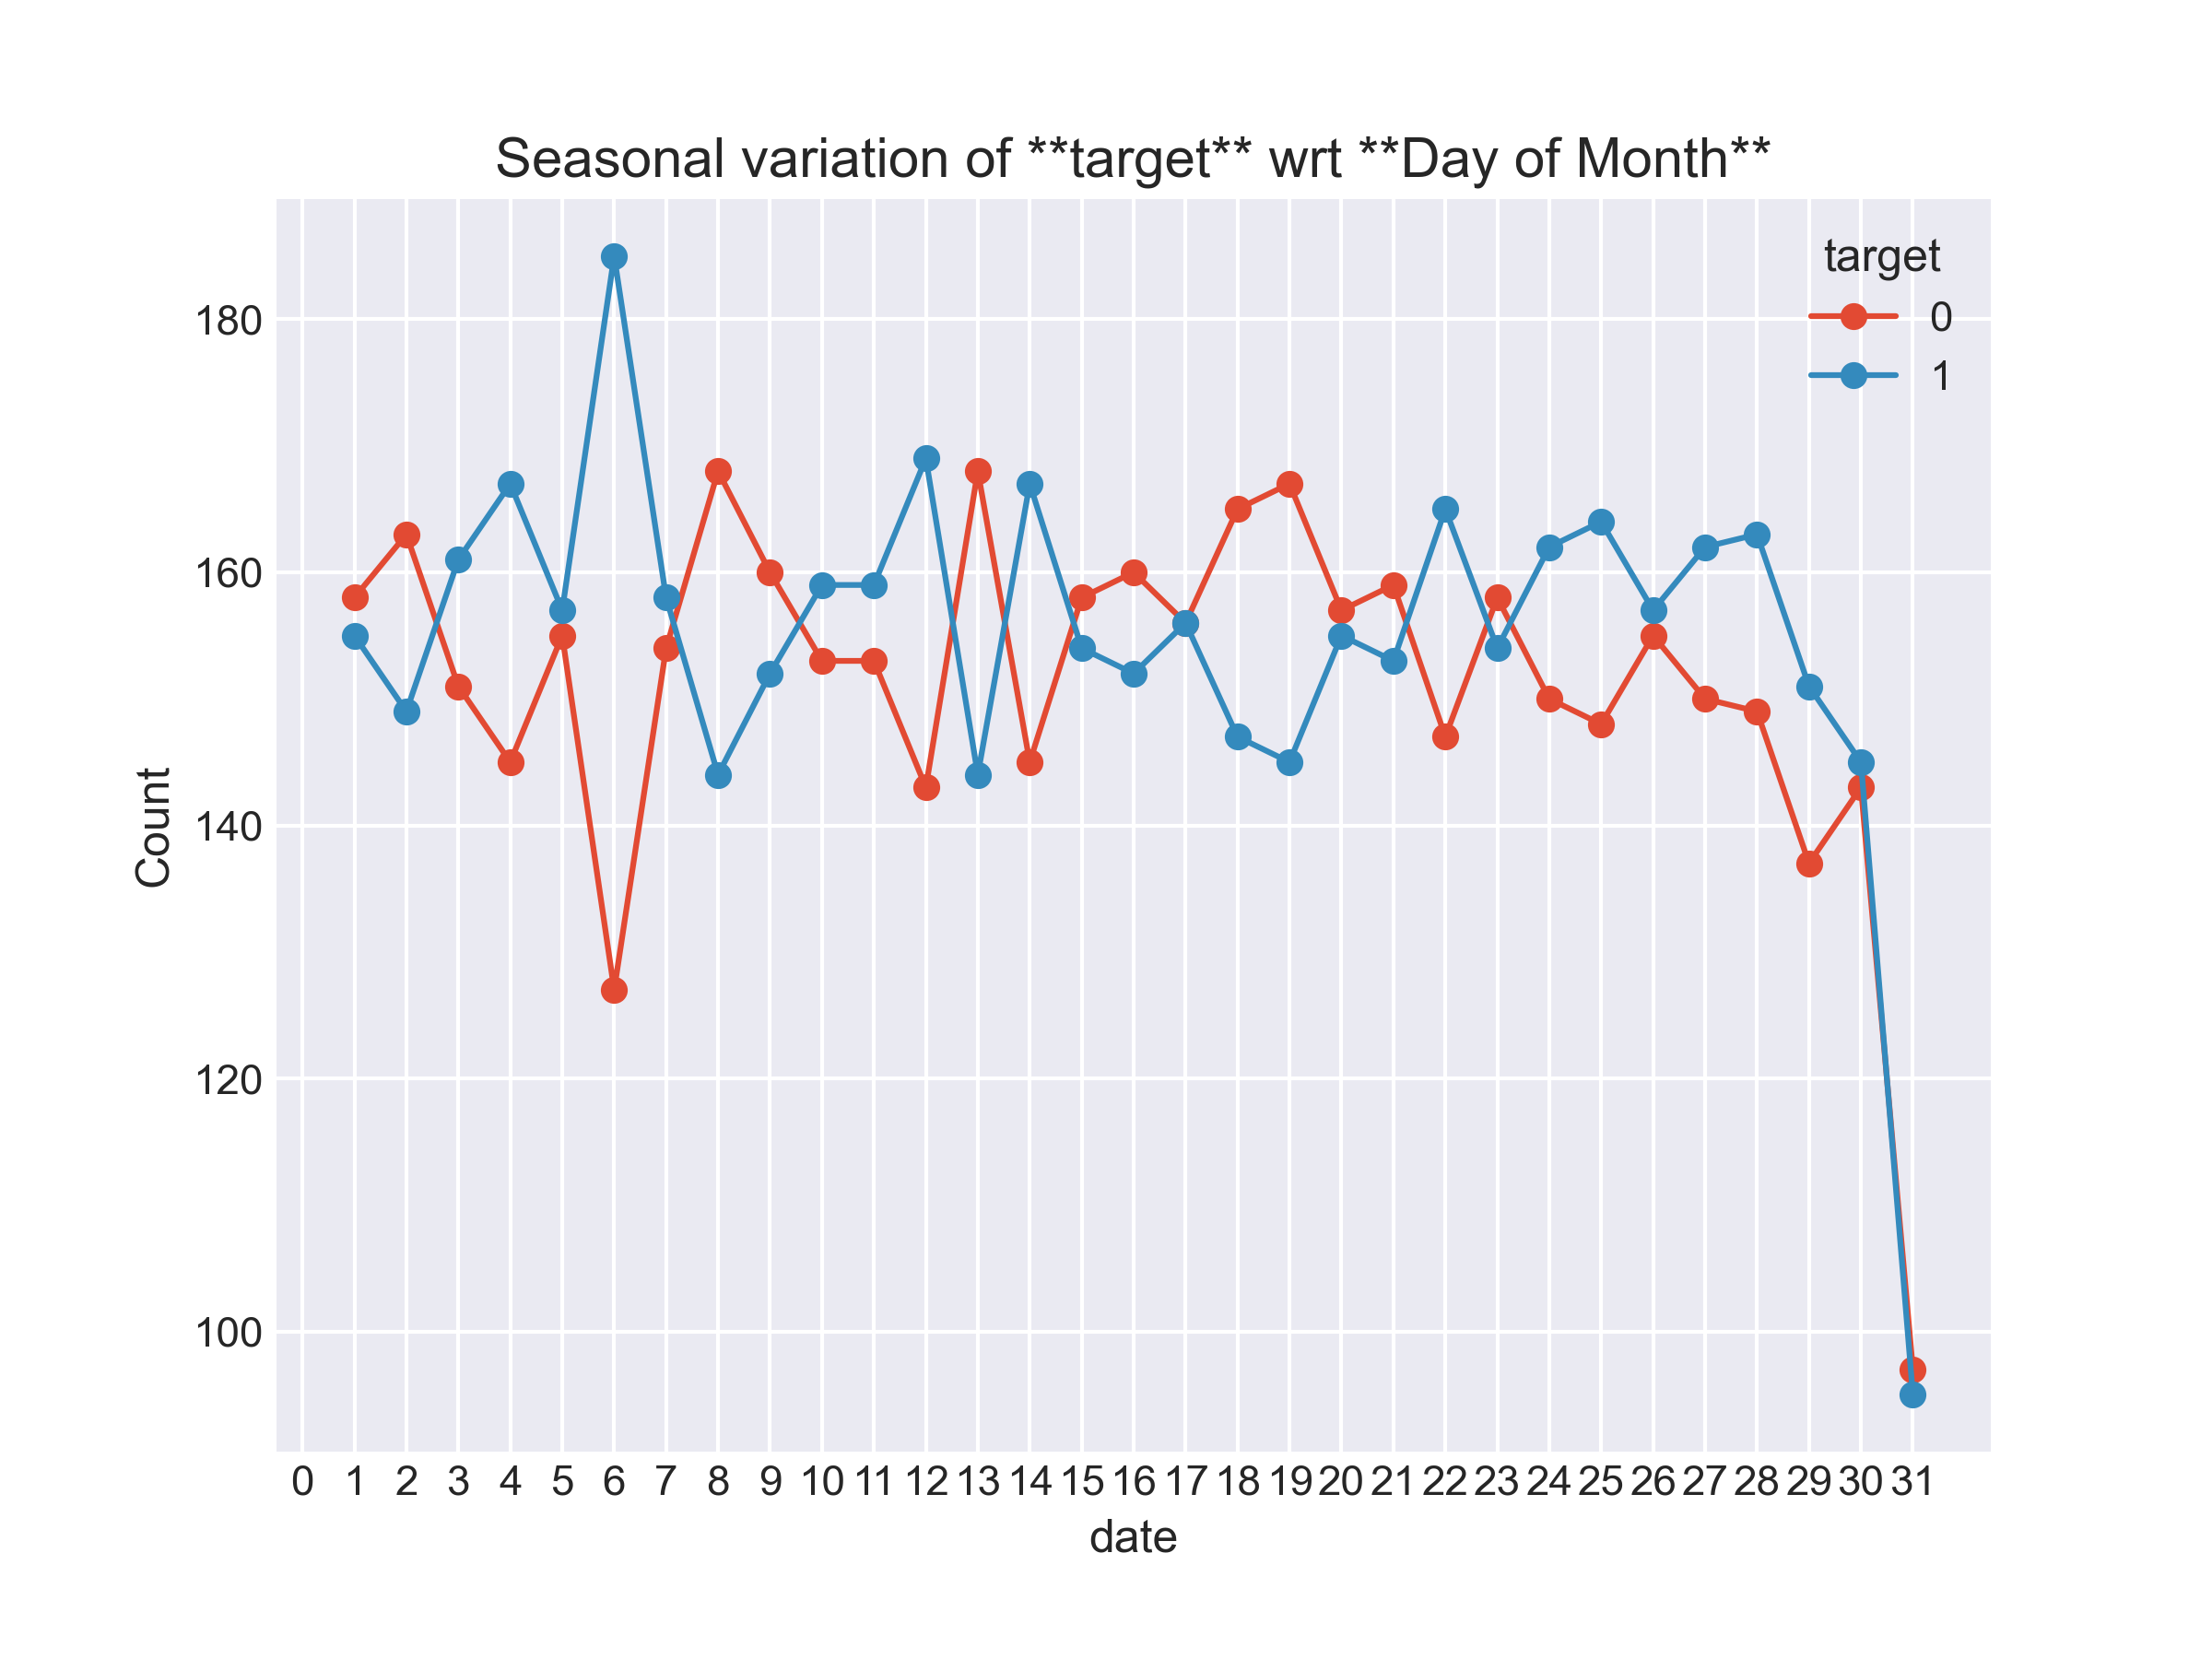 Seasonal variation of **target** wrt **Day of Month**
target
0
1
180
160
140
120
100
Count
0 1 2 3 4 5 6 7 8 9 10 11 12 13 14 15 16 17 18 19 20 21 22 23 24 25 26 27 28 29 30 31
date